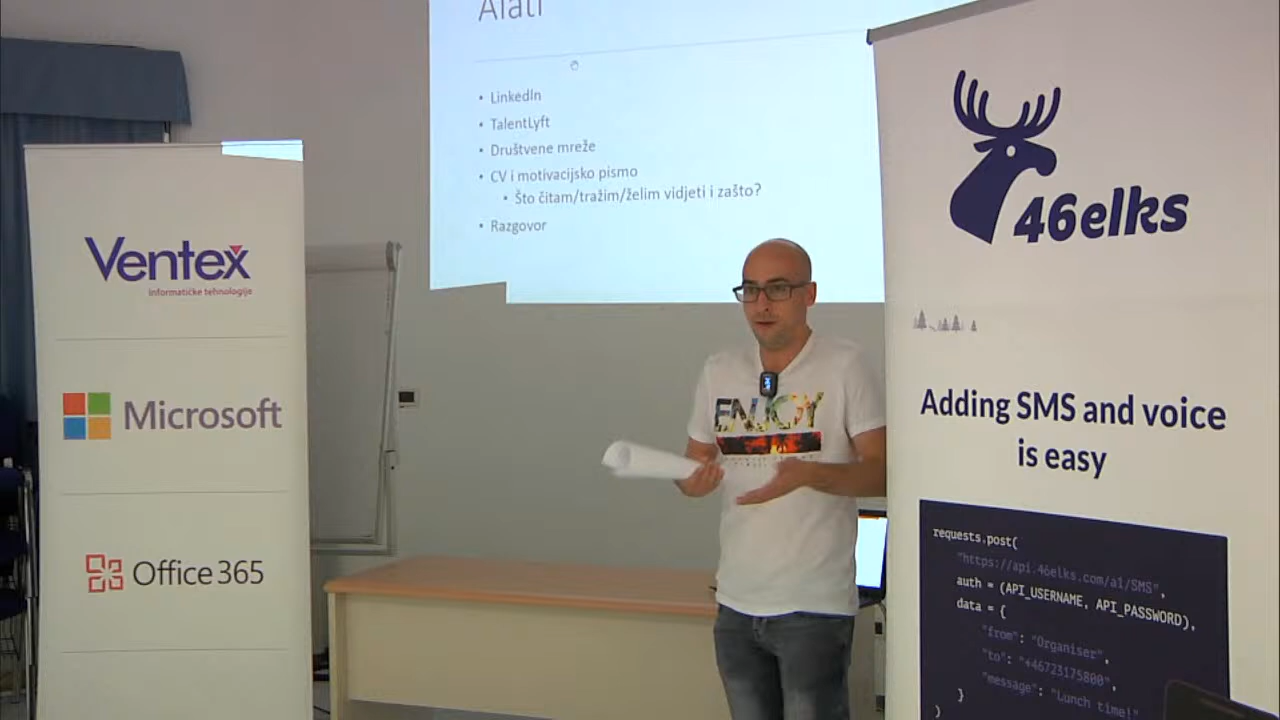 Alati
• LinkedIn
• TalentLyft
• Društvene mreže
• CV i motivacijsko pismo
• Što čitam/tražim/želim vidjeti i zašto?
• Razgovor
Ventex
informatičke tehnologije
Microsoft
Office 365
ENJOY
46elks
Adding SMS and voice
is easy
requests.post(
"https://api.46elks.com/a1/SMS",
auth = (API_USERNAME, API_PASSWORD),
data = {
"from": "Organiser",
"to": "+46723175800",
"message": "Lunch time!"
}
)